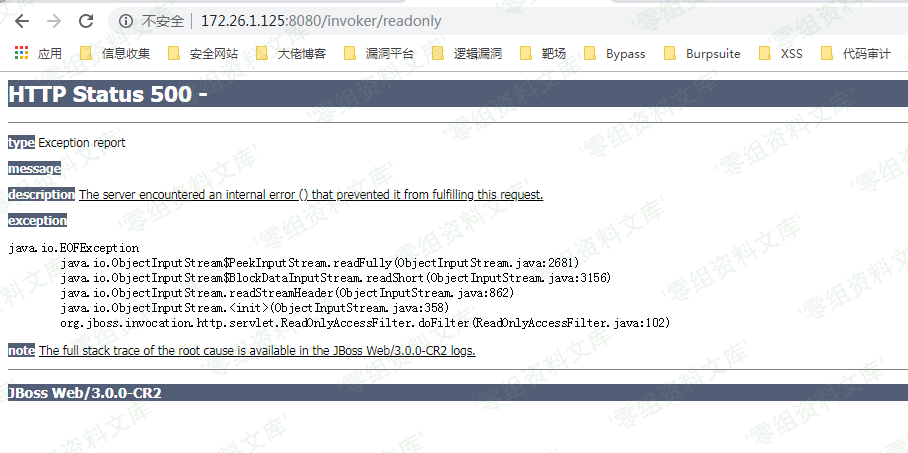 不安全 | 172.26.1.125:8080/invoker/readonly
应用 信息收集 安全网站 大佬博客 漏洞平台 逻辑漏洞 靶场 Bypass Burpsuite XSS 代码审计
HTTP Status 500 -
type Exception report
message
description The server encountered an internal error () that prevented it from fulfilling this request.
exception
java.io.EOFException
java.io.ObjectInputStream$PeekInputStream.readFully(ObjectInputStream.java:2681)
java.io.ObjectInputStream$BlockDataInputStream.readShort(ObjectInputStream.java:3156)
java.io.ObjectInputStream.readStreamHeader(ObjectInputStream.java:862)
java.io.ObjectInputStream.<init>(ObjectInputStream.java:358)
org.jboss.invocation.http.servlet.ReadOnlyAccessFilter.doFilter(ReadOnlyAccessFilter.java:102)
note The full stack trace of the root cause is available in the JBoss Web/3.0.0-CR2 logs.
JBoss Web/3.0.0-CR2
'零组资料文库'